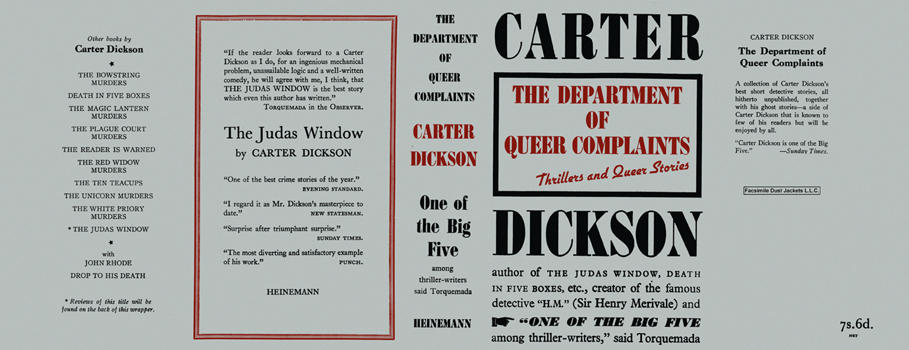 Other books by
Carter Dickson
★
THE BOWSTRING
MURDERS
DEATH IN FIVE BOXES
THE MAGIC LANTERN
MURDERS
THE PLAGUE COURT
MURDERS
THE READER IS WARNED
THE RED WIDOW
MURDERS
THE TEN TEACUPS
THE UNICORN MURDERS
THE WHITE PRIORY
MURDERS
* THE JUDAS WINDOW
★
with
JOHN RHODE
DROP TO HIS DEATH
* Reviews of this title will be
found on the back of this wrapper.
"If the reader looks forward to a Carter
Dickson as I do, for an ingenious mechanical
problem, unassailable logic and a well-written
comedy, he will agree with me, I think, that
THE JUDAS WINDOW is the best story
which even this author has written."
TORQUEMADA in the OBSERVER.
The Judas Window
by CARTER DICKSON
"One of the best crime stories of the year."
EVENING STANDARD.
"I regard it as Mr. Dickson's masterpiece to
date." NEW STATESMAN.
"Surprise after triumphant surprise."
SUNDAY TIMES.
"The most diverting and satisfactory example
of his work." PUNCH.
HEINEMANN
THE
DEPARTMENT
OF
QUEER
COMPLAINTS
CARTER
DICKSON
One of
the Big
Five
among
thriller-writers
said Torquemada
HEINEMANN
CARTER
THE DEPARTMENT
OF
QUEER COMPLAINTS
Thrillers and Queer Stories
DICKSON
author of THE JUDAS WINDOW, DEATH
IN FIVE BOXES, etc., creator of the famous
detective "H.M." (Sir Henry Merivale) and
☛ "ONE OF THE BIG FIVE
among thriller-writers," said Torquemada
CARTER DICKSON
The Department of
Queer Complaints
A collection of Carter Dickson's
best short detective stories, all
hitherto unpublished, together
with his ghost stories—a side of
Carter Dickson that is known to
few of his readers but will be
enjoyed by all.
"Carter Dickson is one of the Big
Five." —Sunday Times.
Facsimile Dust Jackets L.L.C.
7s. 6d.
NET